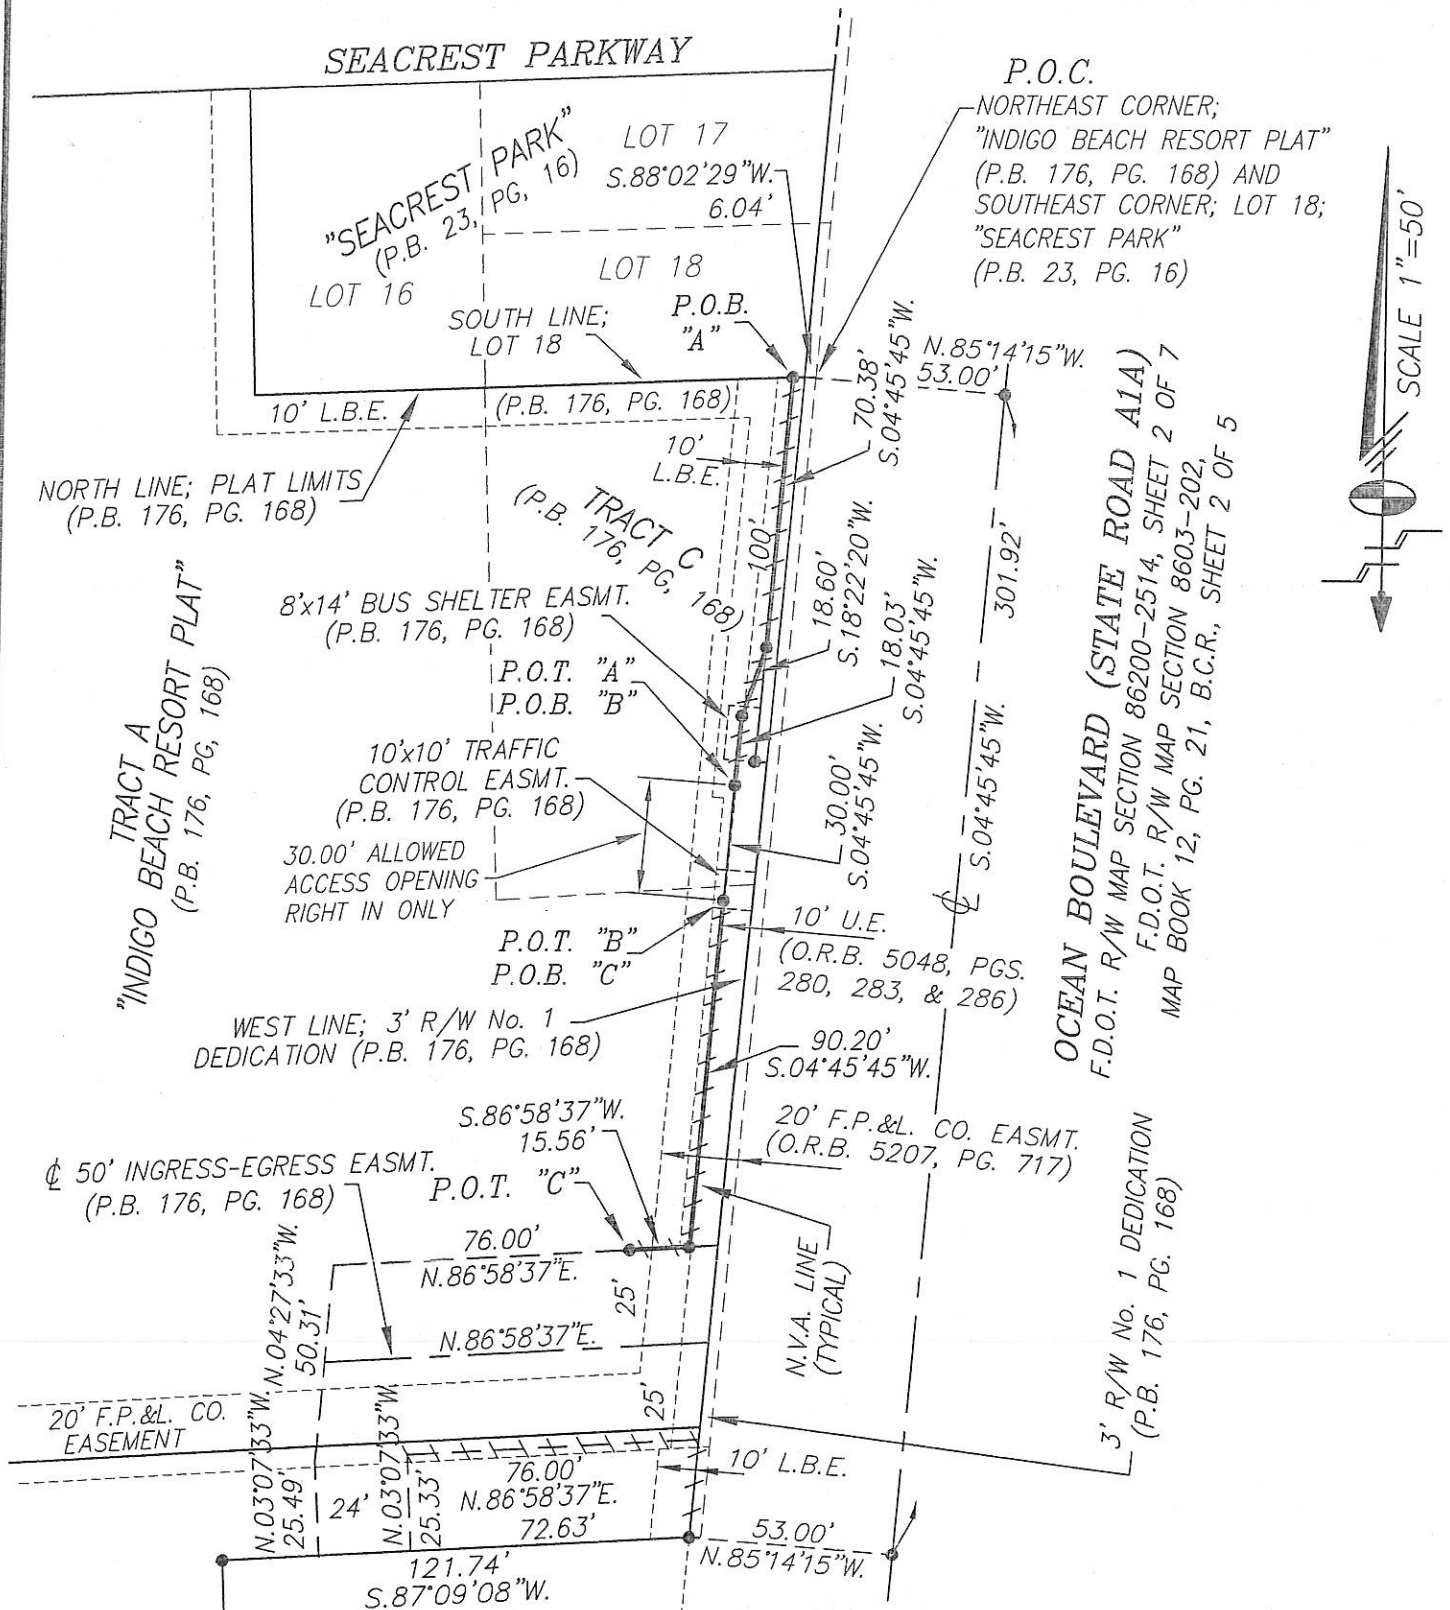 SEACREST PARKWAY
P.O.C.
NORTHEAST CORNER;
"INDIGO BEACH RESORT PLAT"
(P.B. 176, PG. 168) AND
SOUTHEAST CORNER; LOT 18;
"SEACREST PARK"
(P.B. 23, PG. 16)
SCALE 1"=50'
"SEACREST PARK"
(P.B. 23, PG, 16)
LOT 17
S.88°02'29"W.
6.04'
LOT 18
LOT 16
SOUTH LINE;
LOT 18
P.O.B.
"A"
N.85°14'15"W.
53.00'
10' L.B.E.
(P.B. 176, PG. 168)
70.38'
S.04°45'45"W.
10'
L.B.E.
NORTH LINE; PLAT LIMITS
(P.B. 176, PG. 168)
TRACT C
(P.B. 176, PG, 168)
100'
18.60'
S.18°22'20"W.
18.03'
S.04°45'45"W.
301.92'
S.04°45'45"W.
8'x14' BUS SHELTER EASMT.
(P.B. 176, PG. 168)
P.O.T. "A"
P.O.B. "B"
TRACT A
"INDIGO BEACH RESORT PLAT"
(P.B. 176, PG, 168)
10'x10' TRAFFIC
CONTROL EASMT.
(P.B. 176, PG. 168)
30.00'
S.04°45'45"W.
30.00' ALLOWED
ACCESS OPENING
RIGHT IN ONLY
OCEAN BOULEVARD (STATE ROAD A1A)
F.D.O.T. R/W MAP SECTION 86200-2514, SHEET 2 OF 7
F.D.O.T. R/W MAP SECTION 8603-202,
MAP BOOK 12, PG. 21, B.C.R., SHEET 2 OF 5
℄
P.O.T. "B"
P.O.B. "C"
10' U.E.
(O.R.B. 5048, PGS.
280, 283, & 286)
WEST LINE; 3' R/W No. 1
DEDICATION (P.B. 176, PG. 168)
90.20'
S.04°45'45"W.
S.86°58'37"W.
15.56'
20' F.P.&L. CO. EASMT.
(O.R.B. 5207, PG. 717)
℄ 50' INGRESS-EGRESS EASMT.
(P.B. 176, PG. 168)
P.O.T. "C"
76.00'
N.86°58'37"E.
N.04°27'33"W.
50.31'
25'
N.86°58'37"E.
N.V.A. LINE
(TYPICAL)
3' R/W No. 1 DEDICATION
(P.B. 176, PG. 168)
20' F.P.&L. CO.
EASEMENT
25'
N.03°07'33"W.
25.49'
24'
N.03°07'33"W.
25.33'
76.00'
N.86°58'37"E.
72.63'
10' L.B.E.
53.00'
N.85°14'15"W.
121.74'
S.87°09'08"W.